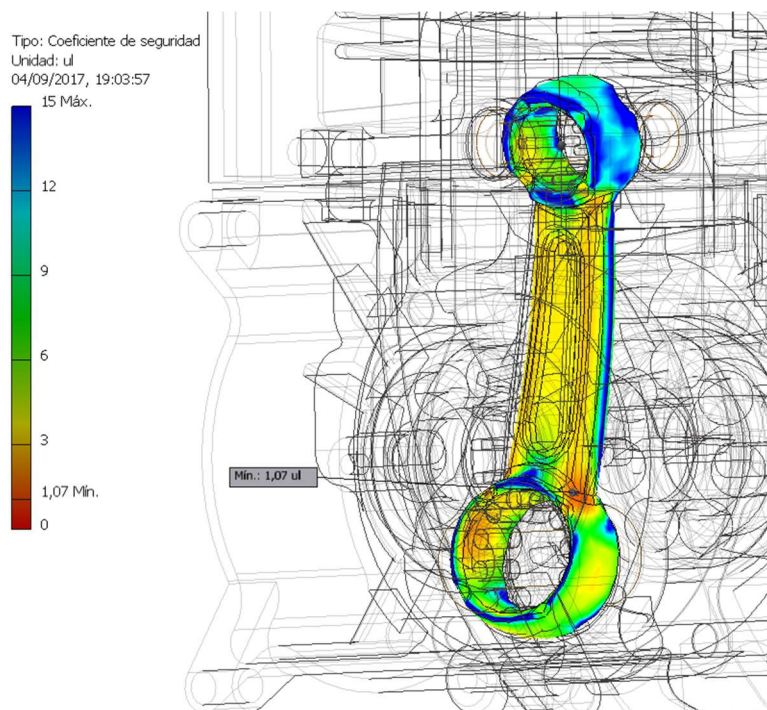 Tipo: Coeficiente de seguridad
Unidad: ul
04/09/2017, 19:03:57
15 Máx.
12
9
6
3
1,07 Mín.
0
Mín.: 1,07 ul